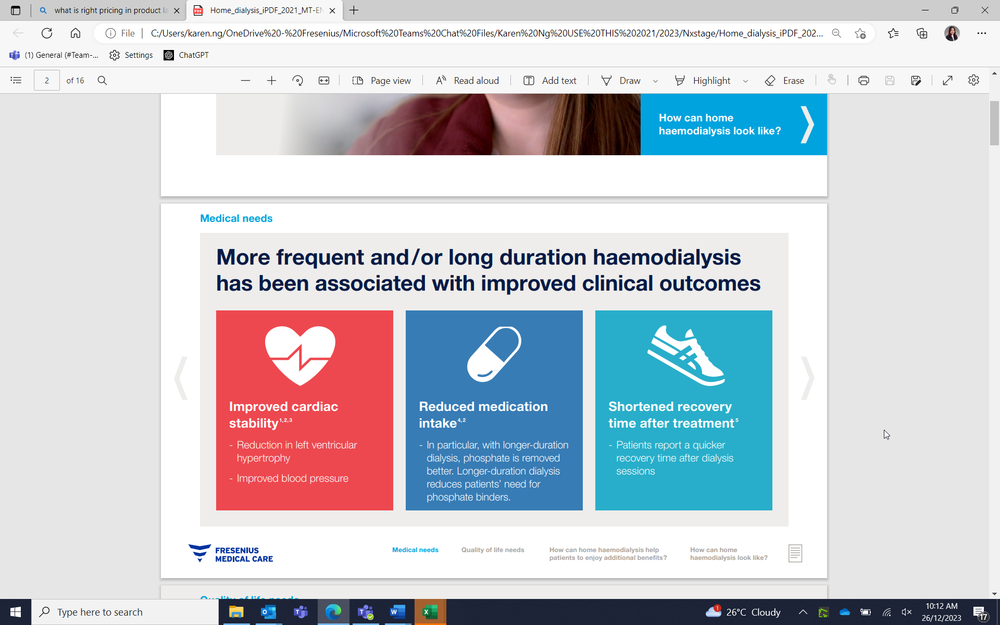 what is right pricing in product la
Home_dialysis_iPDF_2021_MT-EN
File
C:/Users/karen.ng/OneDrive%20-%20Fresenius/Microsoft%20Teams%20Chat%20Files/Karen%20Ng%20USE%20THIS%202021/2023/Nxstage/Home_dialysis_iPDF_202...
(1) General (#Team-...
Settings
ChatGPT
2
of 16
Page view
Read aloud
Add text
Draw
Highlight
Erase
How can home
haemodialysis look like?
Medical needs
More frequent and/or long duration haemodialysis
has been associated with improved clinical outcomes
Improved cardiac
stability1,2,3
- Reduction in left ventricular
hypertrophy
- Improved blood pressure
Reduced medication
intake4,2
- In particular, with longer-duration
dialysis, phosphate is removed
better. Longer-duration dialysis
reduces patients’ need for
phosphate binders.
Shortened recovery
time after treatment5
- Patients report a quicker
recovery time after dialysis
sessions
FRESENIUS
MEDICAL CARE
Medical needs
Quality of life needs
How can home haemodialysis help
patients to enjoy additional benefits?
How can home
haemodialysis look like?
Quality of life needs
Type here to search
1
26°C Cloudy
10:12 AM
26/12/2023
17